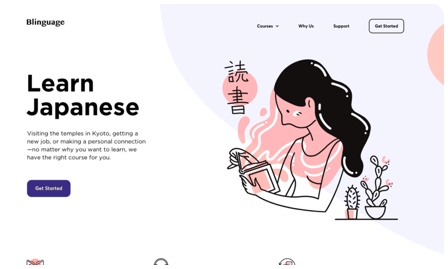 Blinguage
Courses
Why Us
Support
Get Started
読書
Learn
Japanese
Visiting the temples in Kyoto, getting a
new job, or making a personal connection
—no matter why you want to learn, we
have the right course for you.
Get Started